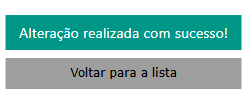 Alteração realizada com sucesso!
Voltar para a lista